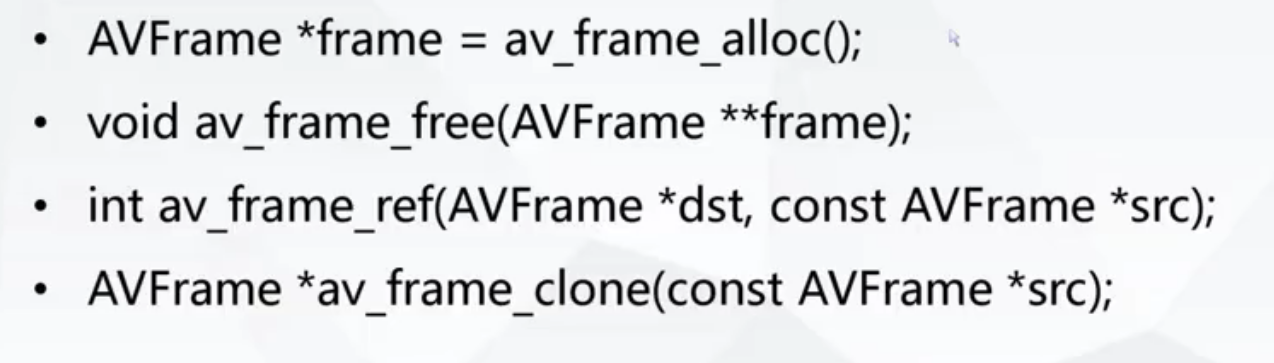 • AVFrame *frame = av_frame_alloc();
• void av_frame_free(AVFrame **frame);
• int av_frame_ref(AVFrame *dst, const AVFrame *src);
• AVFrame *av_frame_clone(const AVFrame *src);